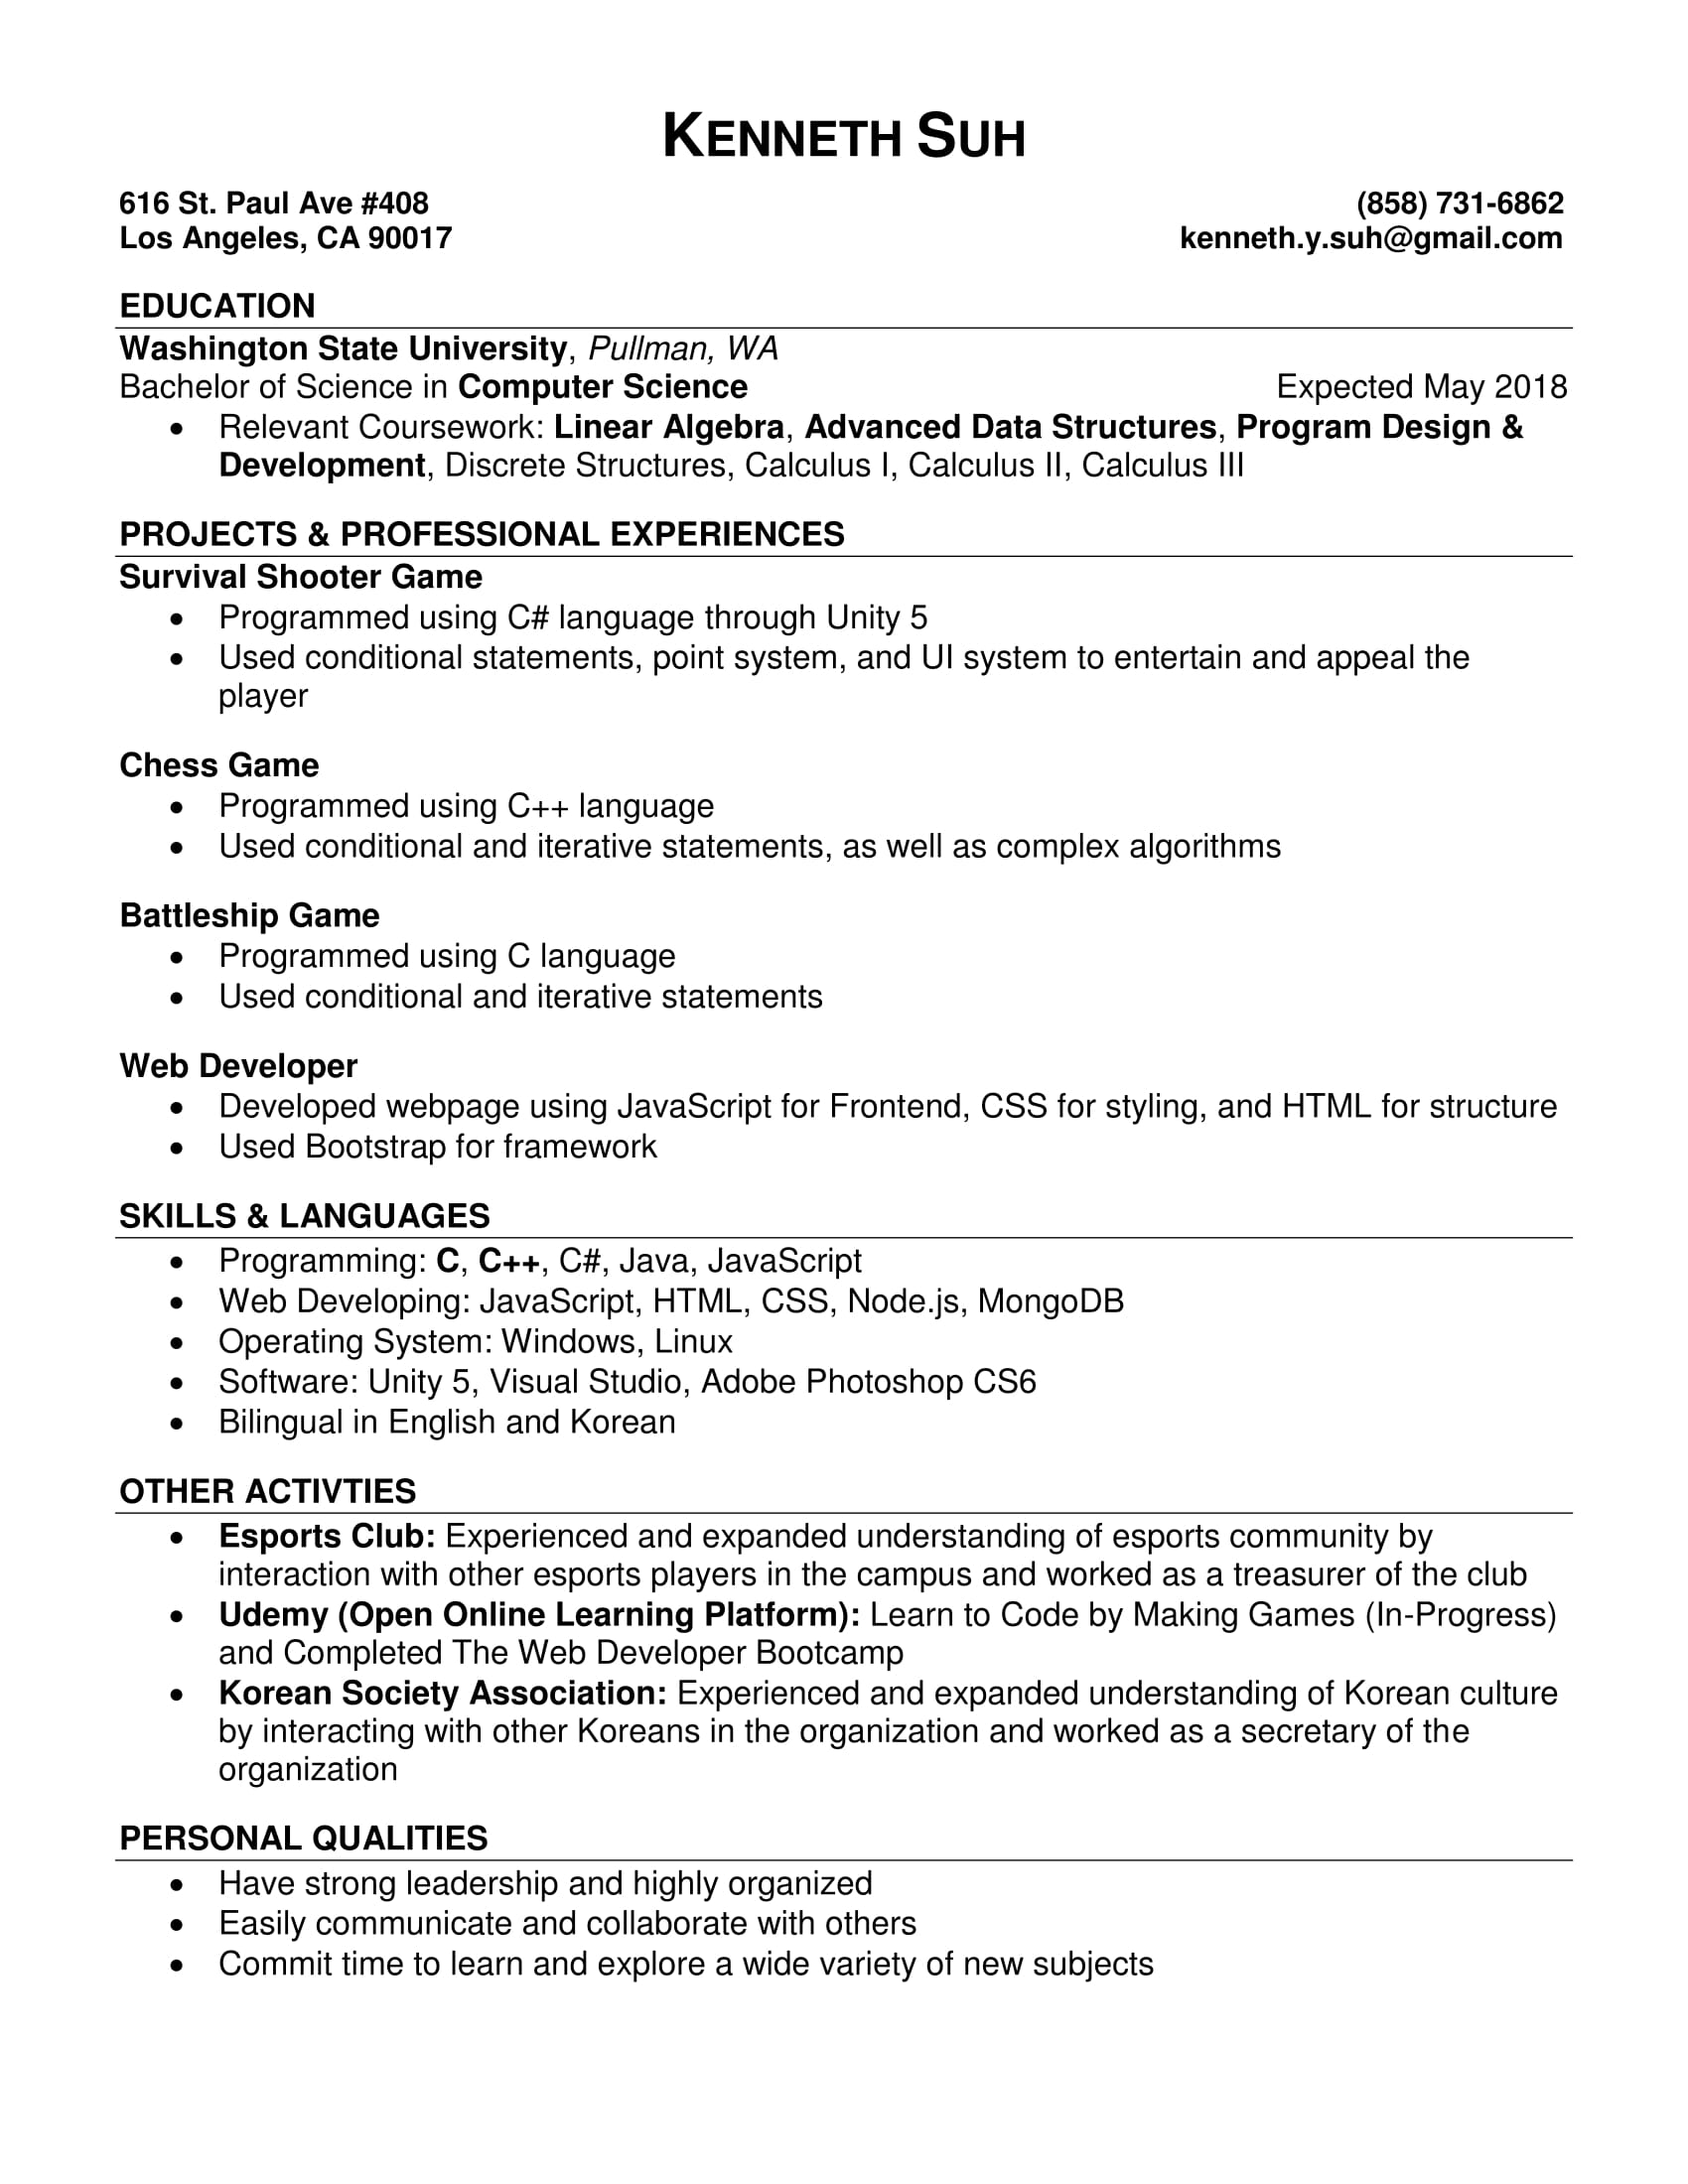 KENNETH SUH
616 St. Paul Ave #408 (858) 731-6862
Los Angeles, CA 90017 kenneth.y.suh@gmail.com
EDUCATION
Washington State University, Pullman, WA
Bachelor of Science in Computer Science Expected May 2018
• Relevant Coursework: Linear Algebra, Advanced Data Structures, Program Design &
Development, Discrete Structures, Calculus I, Calculus II, Calculus III
PROJECTS & PROFESSIONAL EXPERIENCES
Survival Shooter Game
• Programmed using C# language through Unity 5
• Used conditional statements, point system, and UI system to entertain and appeal the
player
Chess Game
• Programmed using C++ language
• Used conditional and iterative statements, as well as complex algorithms
Battleship Game
• Programmed using C language
• Used conditional and iterative statements
Web Developer
• Developed webpage using JavaScript for Frontend, CSS for styling, and HTML for structure
• Used Bootstrap for framework
SKILLS & LANGUAGES
• Programming: C, C++, C#, Java, JavaScript
• Web Developing: JavaScript, HTML, CSS, Node.js, MongoDB
• Operating System: Windows, Linux
• Software: Unity 5, Visual Studio, Adobe Photoshop CS6
• Bilingual in English and Korean
OTHER ACTIVTIES
• Esports Club: Experienced and expanded understanding of esports community by
interaction with other esports players in the campus and worked as a treasurer of the club
• Udemy (Open Online Learning Platform): Learn to Code by Making Games (In-Progress)
and Completed The Web Developer Bootcamp
• Korean Society Association: Experienced and expanded understanding of Korean culture
by interacting with other Koreans in the organization and worked as a secretary of the
organization
PERSONAL QUALITIES
• Have strong leadership and highly organized
• Easily communicate and collaborate with others
• Commit time to learn and explore a wide variety of new subjects